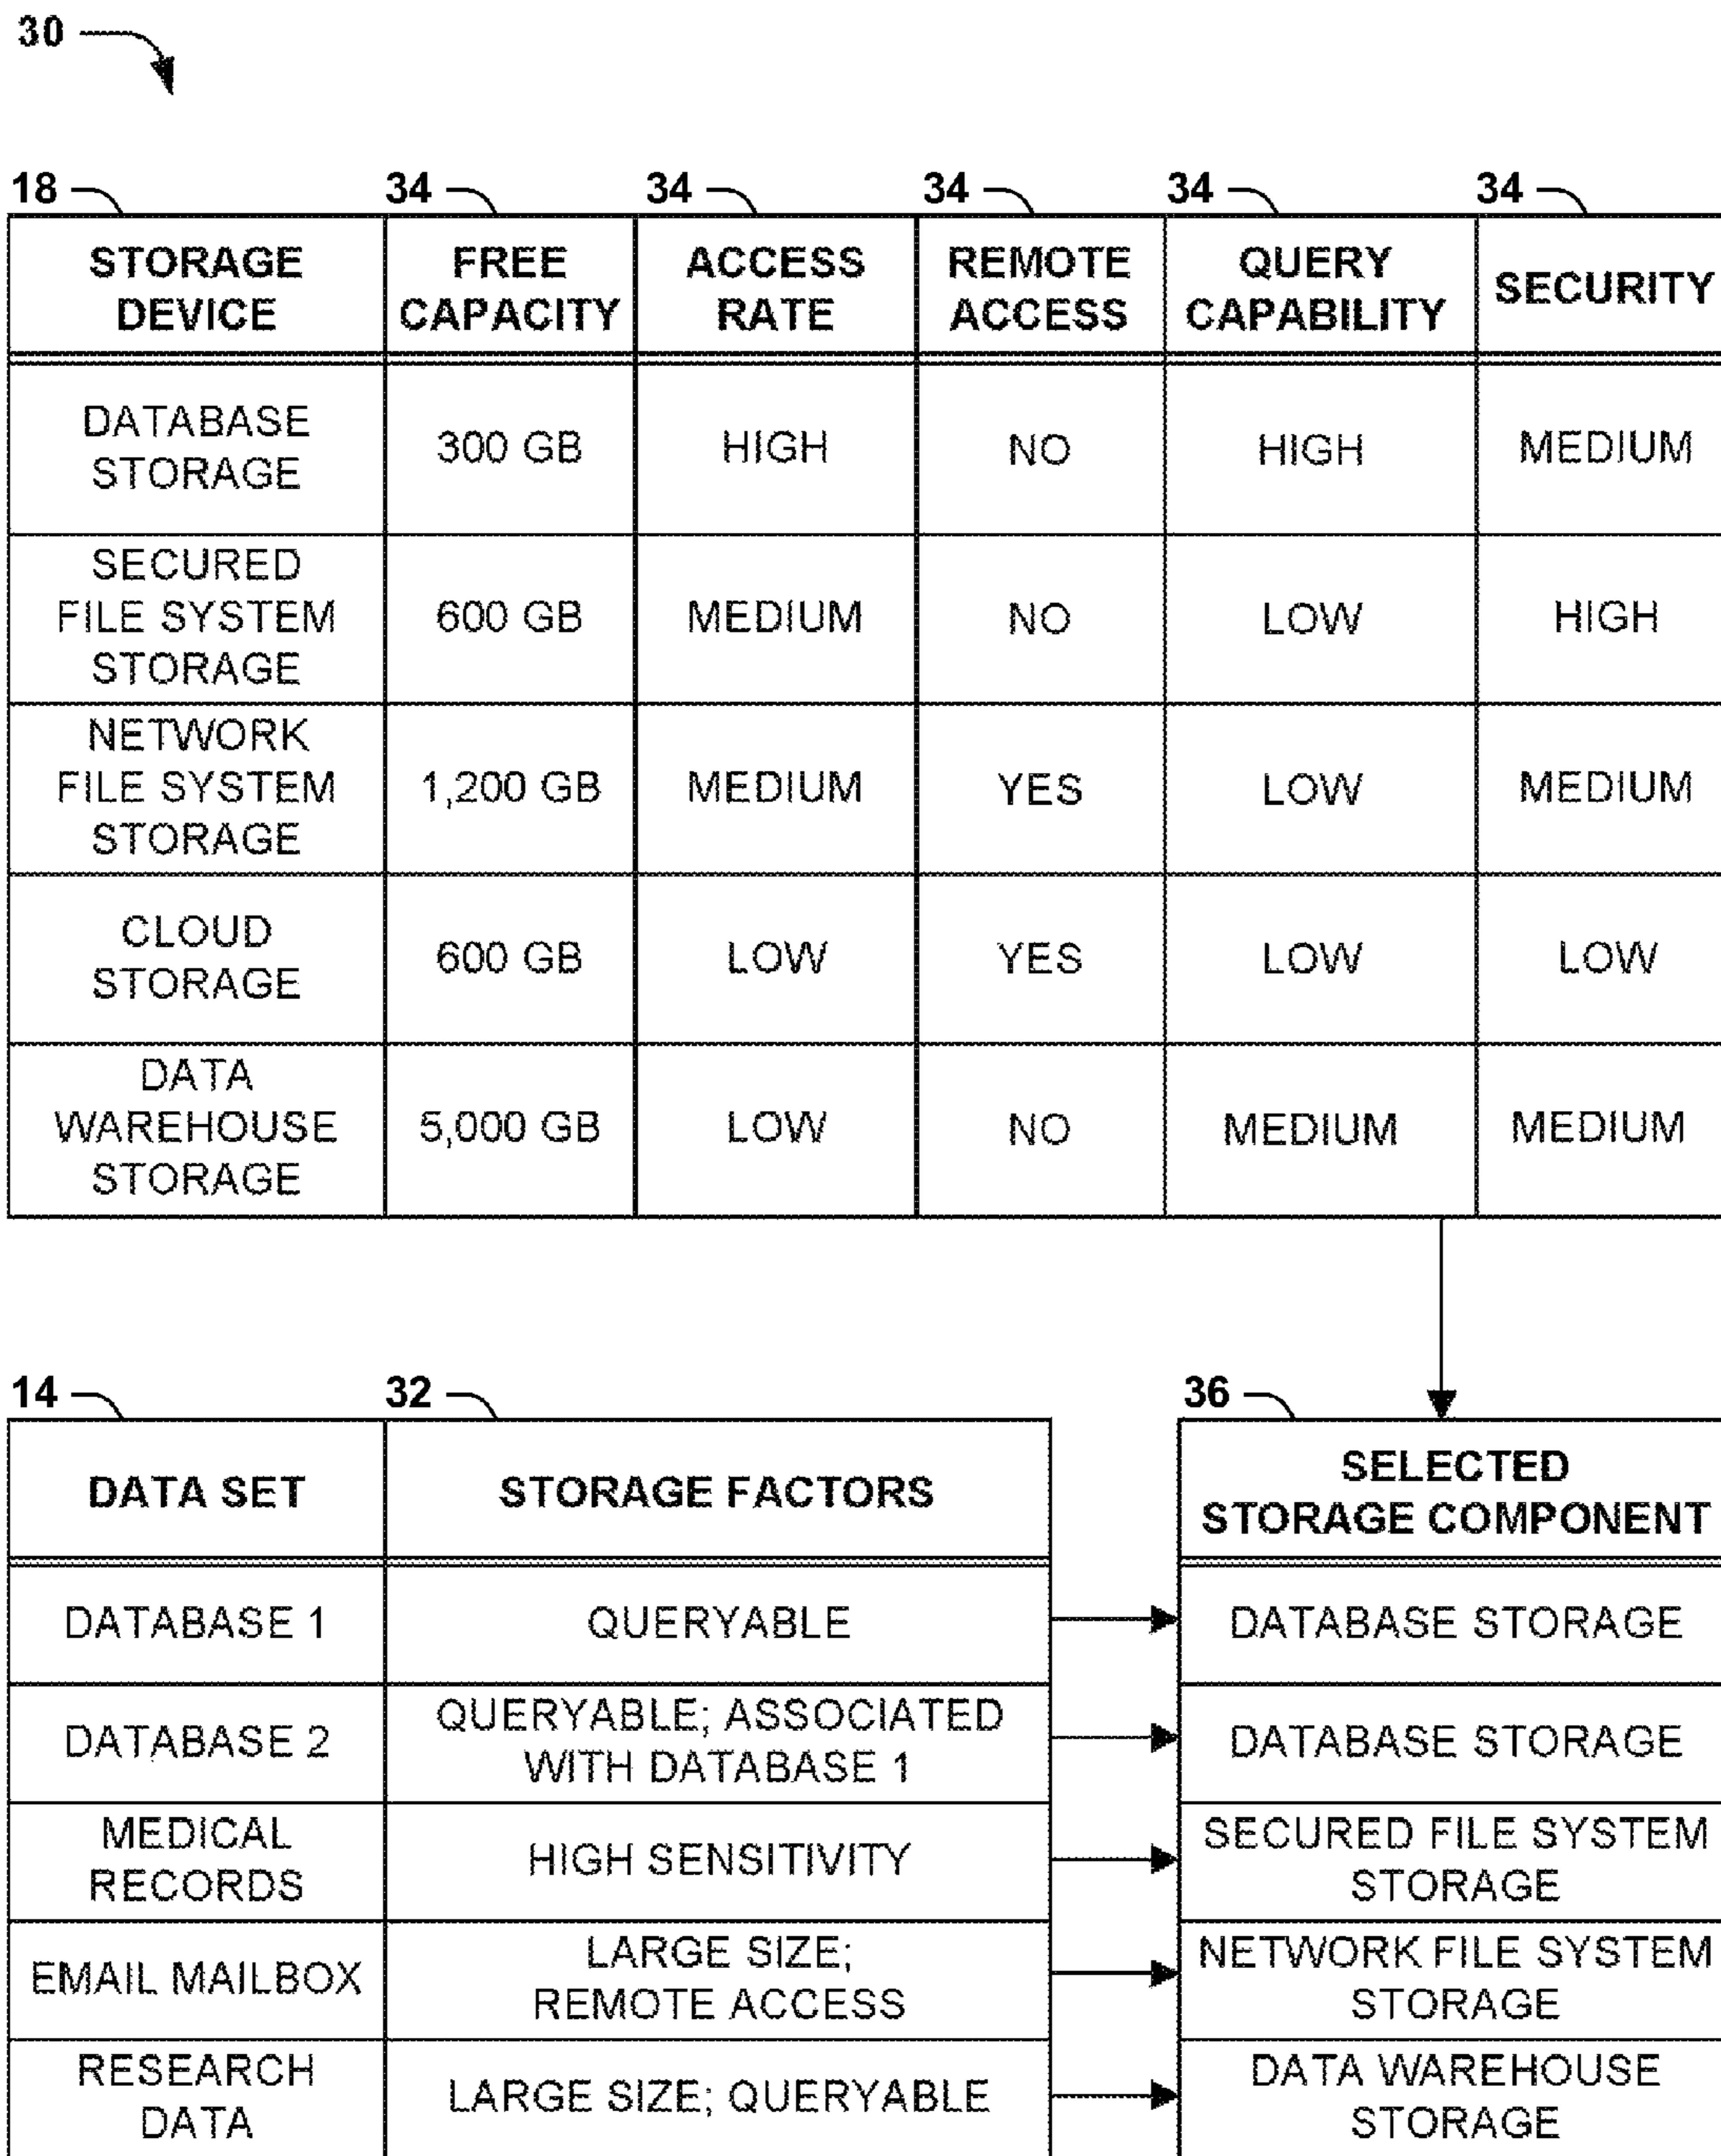 30
18 34 34 34 34 34
STORAGE DEVICE FREE CAPACITY ACCESS RATE REMOTE ACCESS QUERY CAPABILITY SECURITY
DATABASE STORAGE 300 GB HIGH NO HIGH MEDIUM
SECURED FILE SYSTEM STORAGE 600 GB MEDIUM NO LOW HIGH
NETWORK FILE SYSTEM STORAGE 1,200 GB MEDIUM YES LOW MEDIUM
CLOUD STORAGE 600 GB LOW YES LOW LOW
DATA WAREHOUSE STORAGE 5,000 GB LOW NO MEDIUM MEDIUM
14 32 36
DATA SET STORAGE FACTORS SELECTED STORAGE COMPONENT
DATABASE 1 QUERYABLE DATABASE STORAGE
DATABASE 2 QUERYABLE; ASSOCIATED WITH DATABASE 1 DATABASE STORAGE
MEDICAL RECORDS HIGH SENSITIVITY SECURED FILE SYSTEM STORAGE
EMAIL MAILBOX LARGE SIZE; REMOTE ACCESS NETWORK FILE SYSTEM STORAGE
RESEARCH DATA LARGE SIZE; QUERYABLE DATA WAREHOUSE STORAGE